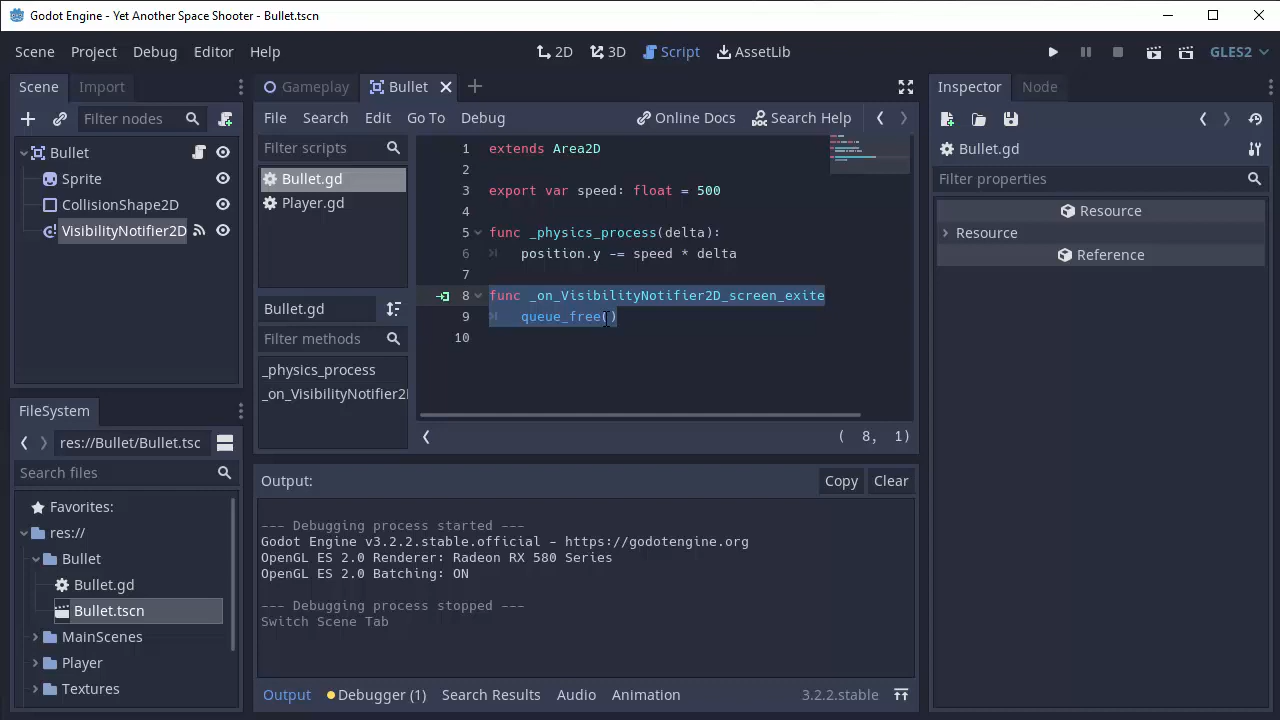 Godot Engine - Yet Another Space Shooter - Bullet.tscn
Scene Project Debug Editor Help
2D 3D Script AssetLib
GLES2
Scene Import
Filter nodes
Bullet
Sprite
CollisionShape2D
VisibilityNotifier2D
FileSystem
res://Bullet/Bullet.tsc
Search files
Favorites:
res://
Bullet
Bullet.gd
Bullet.tscn
MainScenes
Player
Textures
Gameplay Bullet
File Search Edit Go To Debug
Online Docs Search Help
Filter scripts
Bullet.gd
Player.gd
Bullet.gd
Filter methods
_physics_process
_on_VisibilityNotifier2
1 extends Area2D
2
3 export var speed: float = 500
4
5 func _physics_process(delta):
6 position.y -= speed * delta
7
8 func _on_VisibilityNotifier2D_screen_exite
9 queue_free()
10
( 8, 1)
Output:
Copy Clear
--- Debugging process started ---
Godot Engine v3.2.2.stable.official - https://godotengine.org
OpenGL ES 2.0 Renderer: Radeon RX 580 Series
OpenGL ES 2.0 Batching: ON
--- Debugging process stopped ---
Switch Scene Tab
Output Debugger (1) Search Results Audio Animation
3.2.2.stable
Inspector Node
Bullet.gd
Filter properties
Resource
Resource
Reference